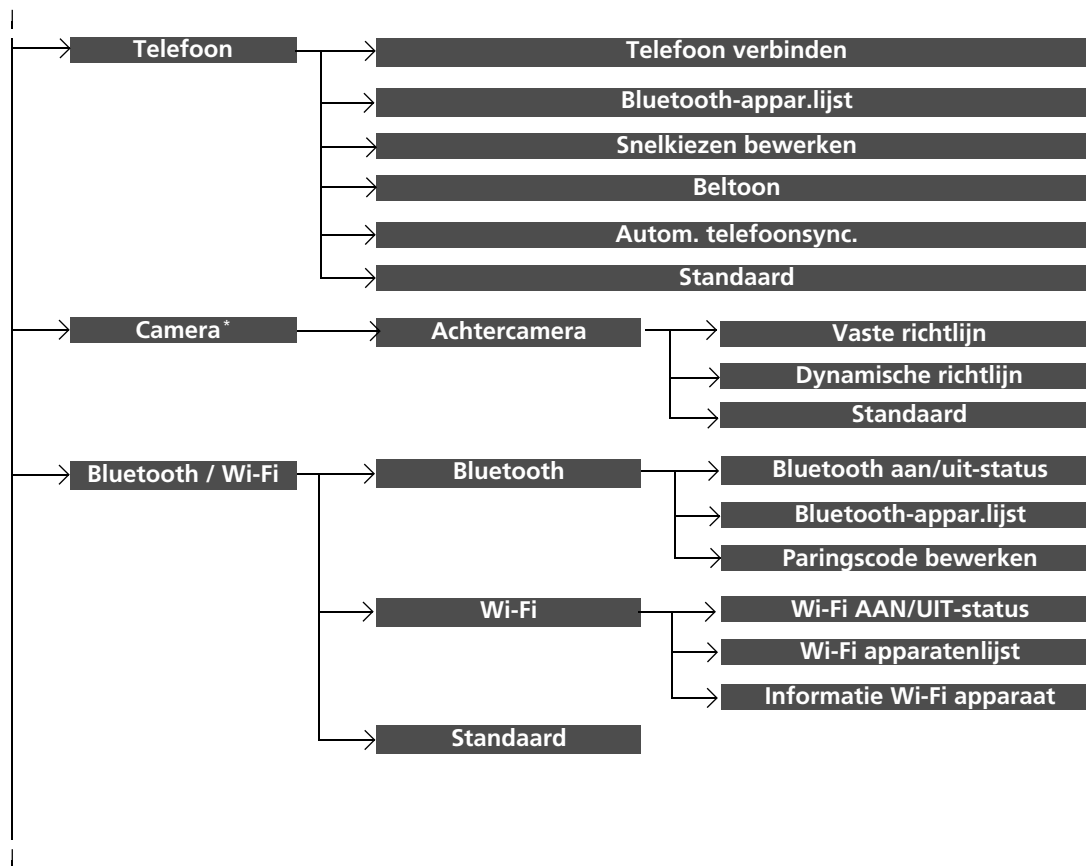 Telefoon
Telefoon verbinden
Bluetooth-appar.lijst
Snelkiezen bewerken
Beltoon
Autom. telefoonsync.
Standaard
Camera*
Achtercamera
Vaste richtlijn
Dynamische richtlijn
Standaard
Bluetooth / Wi-Fi
Bluetooth
Bluetooth aan/uit-status
Bluetooth-appar.lijst
Paringscode bewerken
Wi-Fi
Wi-Fi AAN/UIT-status
Wi-Fi apparatenlijst
Informatie Wi-Fi apparaat
Standaard